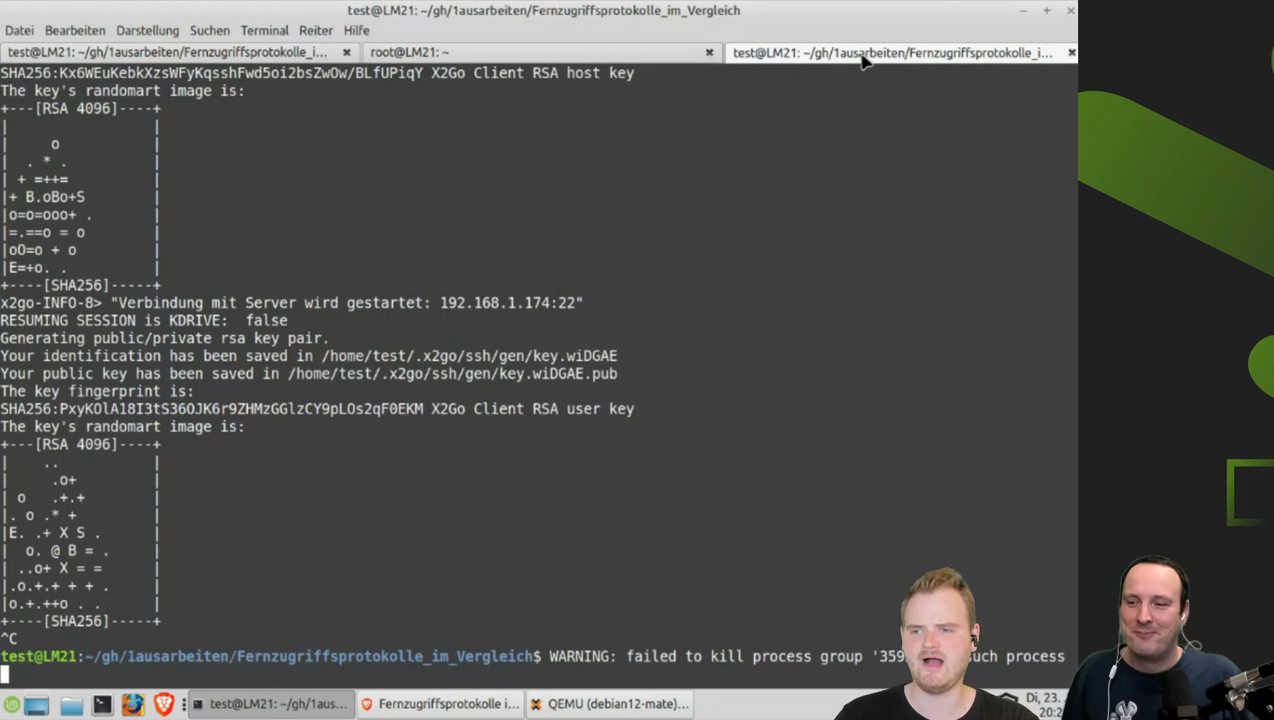 test@LM21: ~/gh/1ausarbeiten/Fernzugriffsprotokolle_im_Vergleich
Datei Bearbeiten Darstellung Suchen Terminal Reiter Hilfe
test@LM21: ~/gh/1ausarbeiten/Fernzugriffsprotokolle_i... root@LM21: ~ test@LM21: ~/gh/1ausarbeiten/Fernzugriffsprotokolle_i...
SHA256:Kx6WEuKebkXzsWFyKqsshFwd5oi2bsZwOw/BLfUPiqY X2Go Client RSA host key
The key's randomart image is:
+---[RSA 4096]----+
|                 |
|     o           |
|  . * .          |
| + =++=          |
|+ B.oBo+S        |
|o=o=ooo+ .       |
|=.==o = o        |
|oO=o + o         |
|E=+o. .          |
+----[SHA256]-----+
x2go-INFO-8> "Verbindung mit Server wird gestartet: 192.168.1.174:22"
RESUMING SESSION is KDRIVE:  false
Generating public/private rsa key pair.
Your identification has been saved in /home/test/.x2go/ssh/gen/key.wiDGAE
Your public key has been saved in /home/test/.x2go/ssh/gen/key.wiDGAE.pub
The key fingerprint is:
SHA256:PxyKOlA18I3tS36OJK6r9ZHMzGGlzCY9pLOs2qF0EKM X2Go Client RSA user key
The key's randomart image is:
+---[RSA 4096]----+
|    ..           |
|     .o+         |
| o   .+.+        |
|. o .* +         |
|E. .+ X S .      |
|  o. @ B = .     |
| ..o+ X = =      |
|.o.+.+ + + .     |
|o.+.++o . .      |
+----[SHA256]-----+
^C
test@LM21:~/gh/1ausarbeiten/Fernzugriffsprotokolle_im_Vergleich$ WARNING: failed to kill process group '359 such process
test@LM21: ~/gh/1aus... Fernzugriffsprotokolle i... QEMU (debian12-mate)... Di, 23.